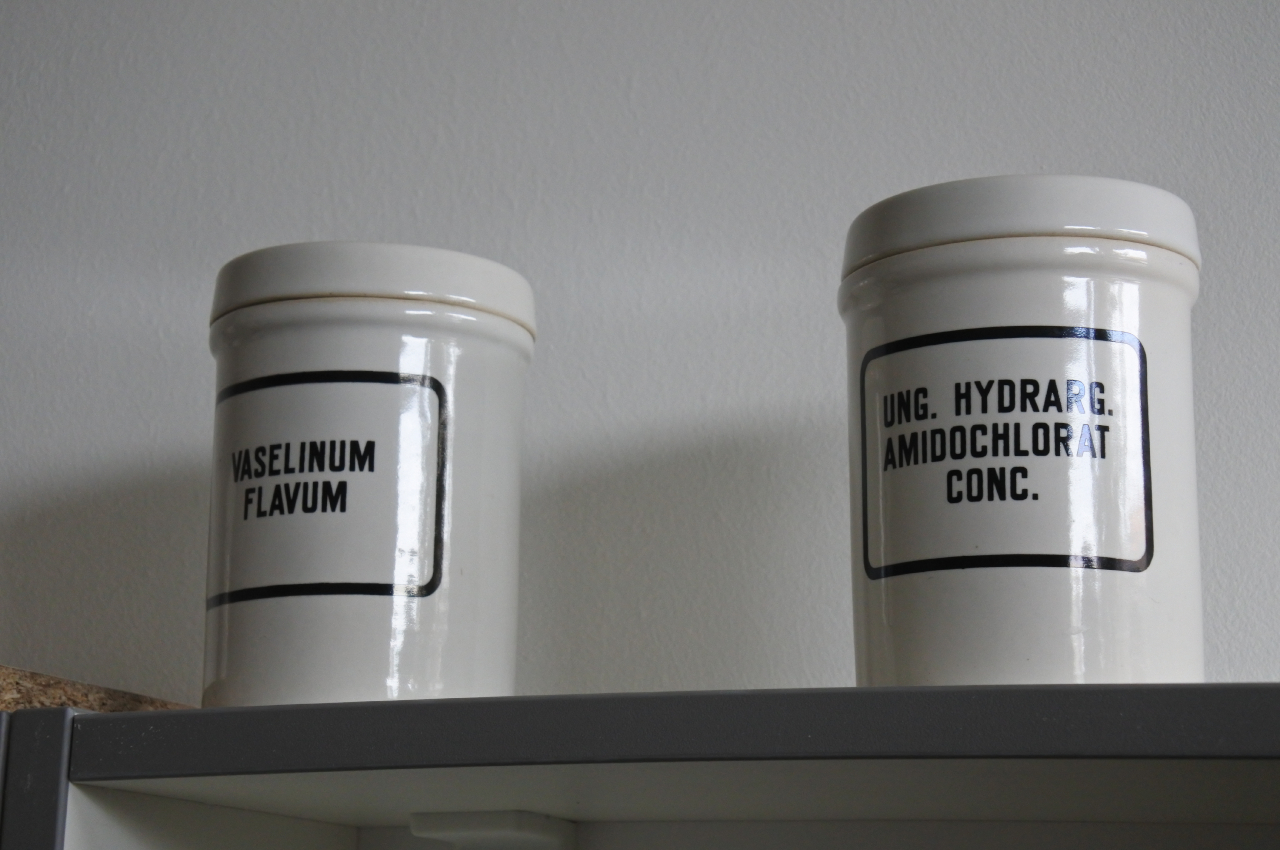 VASELINUM
FLAVUM
UNG. HYDRARG.
AMIDOCHLORAT
CONC.